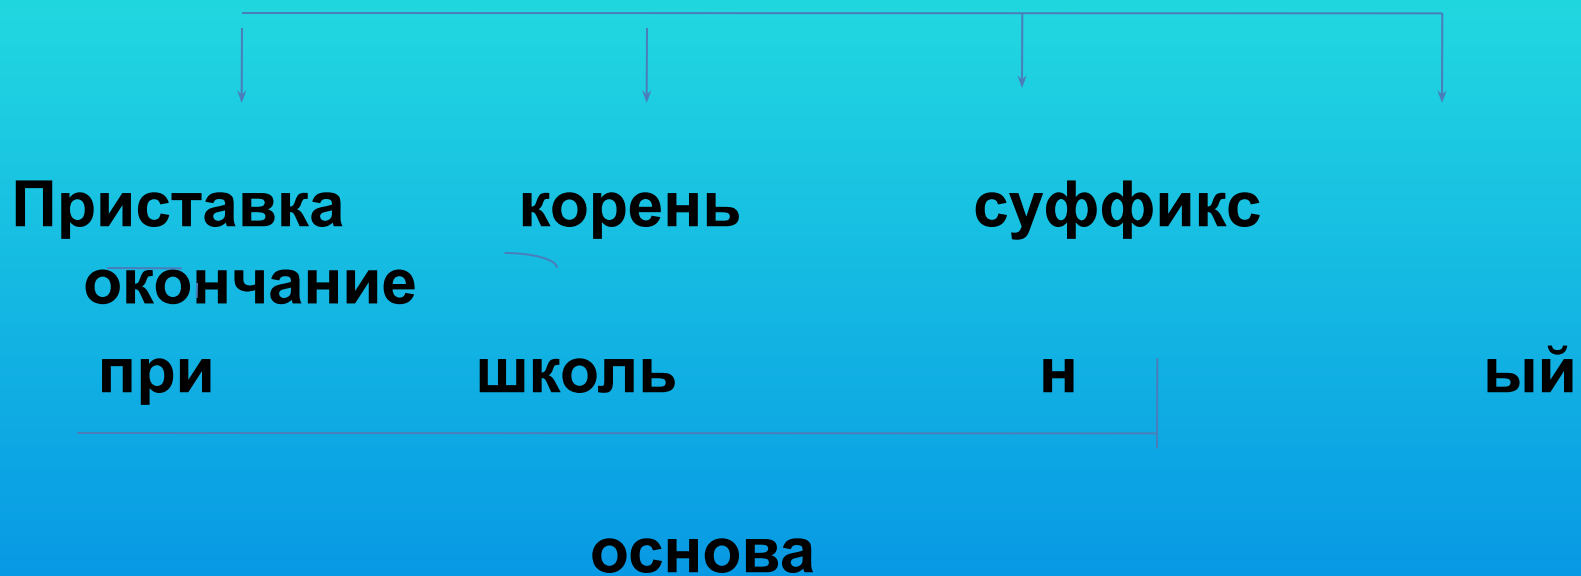 Приставка корень суффикс
окончание
при школь н ый
основа